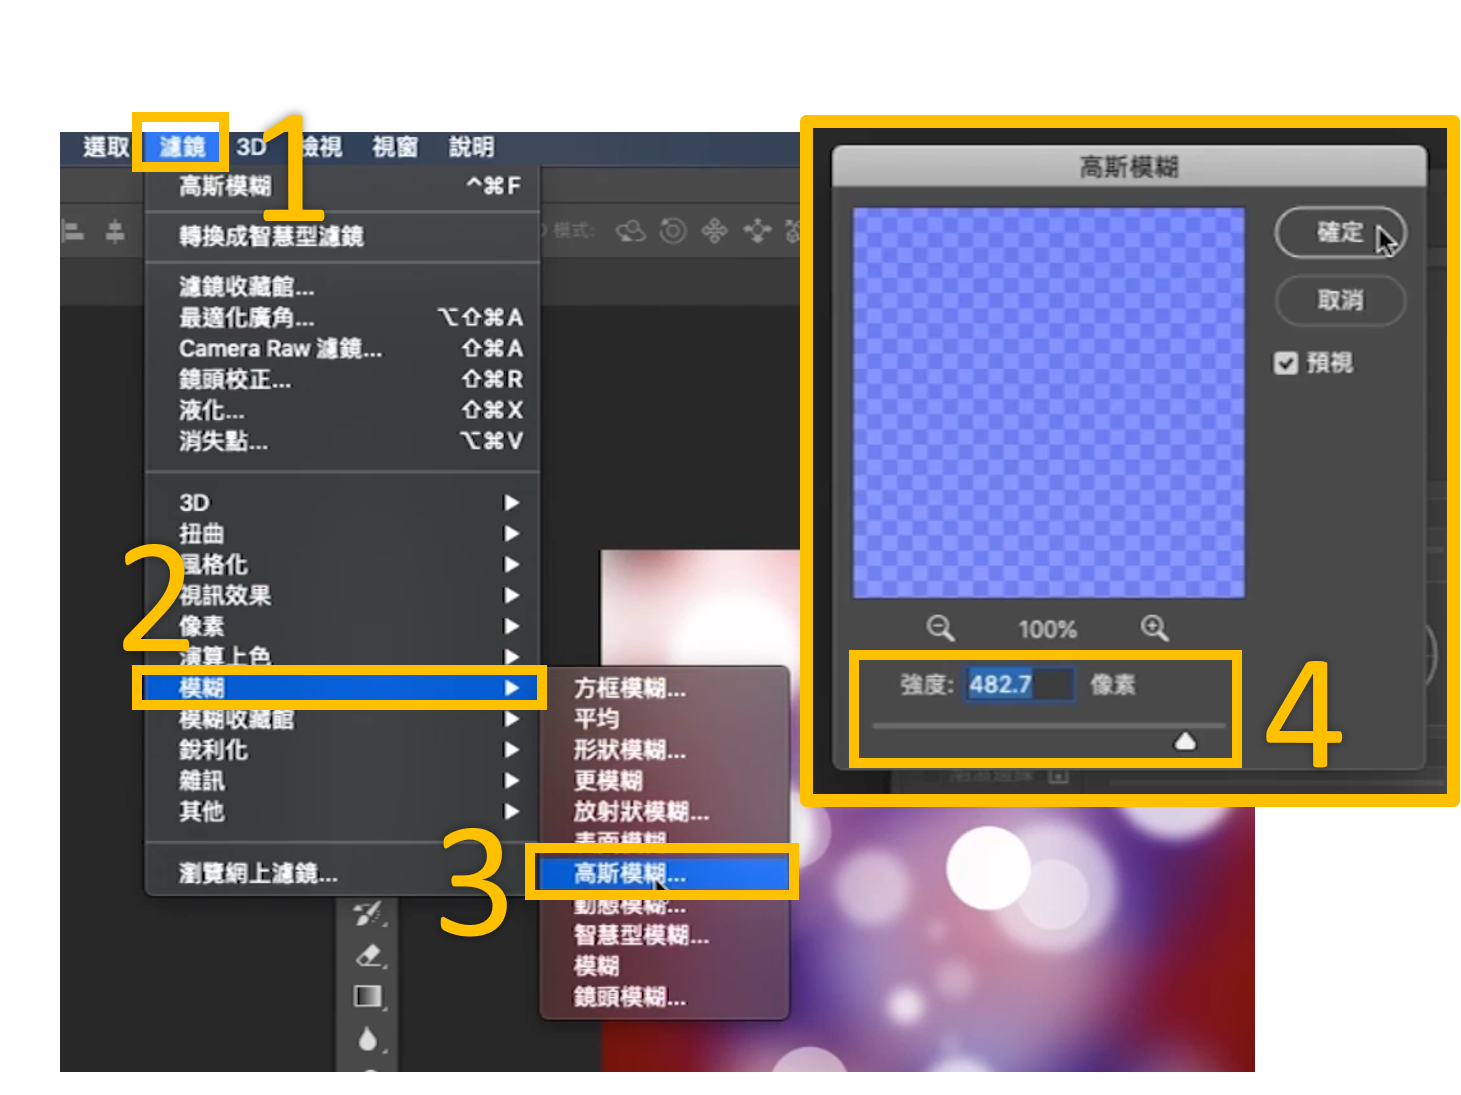 選取 濾鏡 3D 檢視 視窗 說明
1
高斯模糊 ^⌘F
轉換成智慧型濾鏡
濾鏡收藏館...
最適化廣角... ⌥⇧⌘A
Camera Raw 濾鏡... ⇧⌘A
鏡頭校正... ⇧⌘R
液化... ⇧⌘X
消失點... ⌥⌘V
3D
扭曲
風格化
視訊效果
像素
演算上色
模糊
模糊收藏館
銳利化
雜訊
其他
瀏覽網上濾鏡...
2
模式:
方框模糊...
平均
形狀模糊...
更模糊
放射狀模糊...
表面模糊...
高斯模糊...
動態模糊...
智慧型模糊...
模糊
鏡頭模糊...
3
高斯模糊
確定
取消
預視
100%
強度: 482.7 像素
4